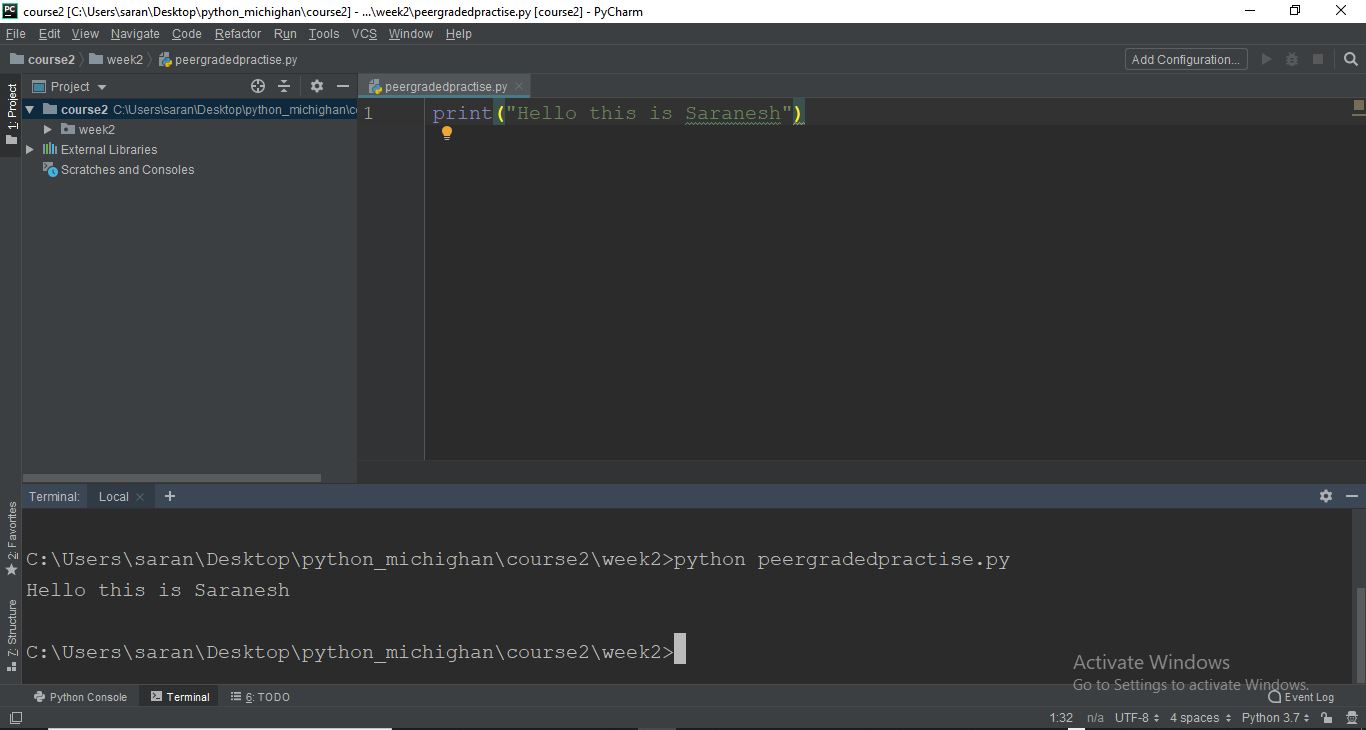 PC course2 [C:\Users\saran\Desktop\python_michighan\course2] - ...\week2\peergradedpractise.py [course2] - PyCharm
File Edit View Navigate Code Refactor Run Tools VCS Window Help
course2 week2 peergradedpractise.py Add Configuration...
1: Project
Project peergradedpractise.py
course2 C:\Users\saran\Desktop\python_michighan\c
week2
External Libraries
Scratches and Consoles
1 print("Hello this is Saranesh")
Terminal: Local +
2: Favorites
7: Structure
C:\Users\saran\Desktop\python_michighan\course2\week2>python peergradedpractise.py
Hello this is Saranesh
C:\Users\saran\Desktop\python_michighan\course2\week2>
Activate Windows
Go to Settings to activate Windows.
Python Console Terminal 6: TODO Event Log
1:32 n/a UTF-8 4 spaces Python 3.7